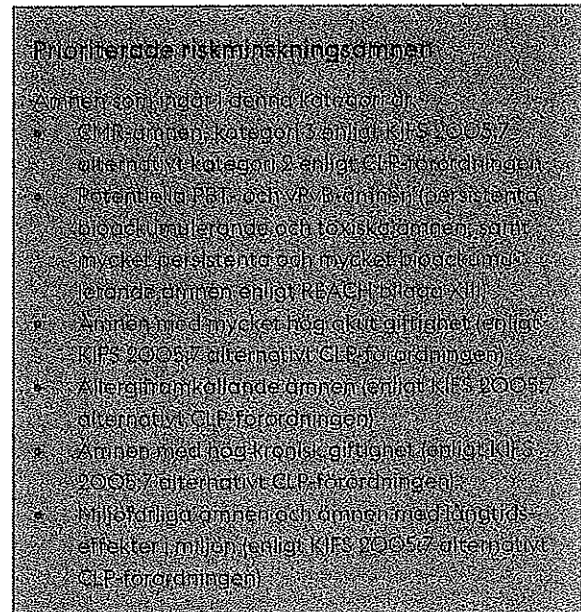 Prioriterade riskminskningsämnen
Ämnen som ingår i denna kategori är
• CMR-ämnen, kategori 3 enligt KIFS 2005:7
alternativt kategori 2 enligt CLP-förordningen
• Potentiella PBT- och vPvB-ämnen (persistenta,
bioackumulerande och toxiska ämnen, samt
mycket persistenta och mycket bioackumu-
lerande ämnen enligt REACH bilaga XIII)
• Ämnen med mycket hög akut giftighet (enligt
KIFS 2005:7 alternativt CLP-förordningen)
• Allergiframkallande ämnen (enligt KIFS 2005:7
alternativt CLP-förordningen)
• Ämnen med hög kronisk giftighet (enligt KIFS
2005:7 alternativt CLP-förordningen)
• Miljöfarliga ämnen och ämnen med långtids-
effekter i miljön (enligt KIFS 2005:7 alternativt
CLP-förordningen)